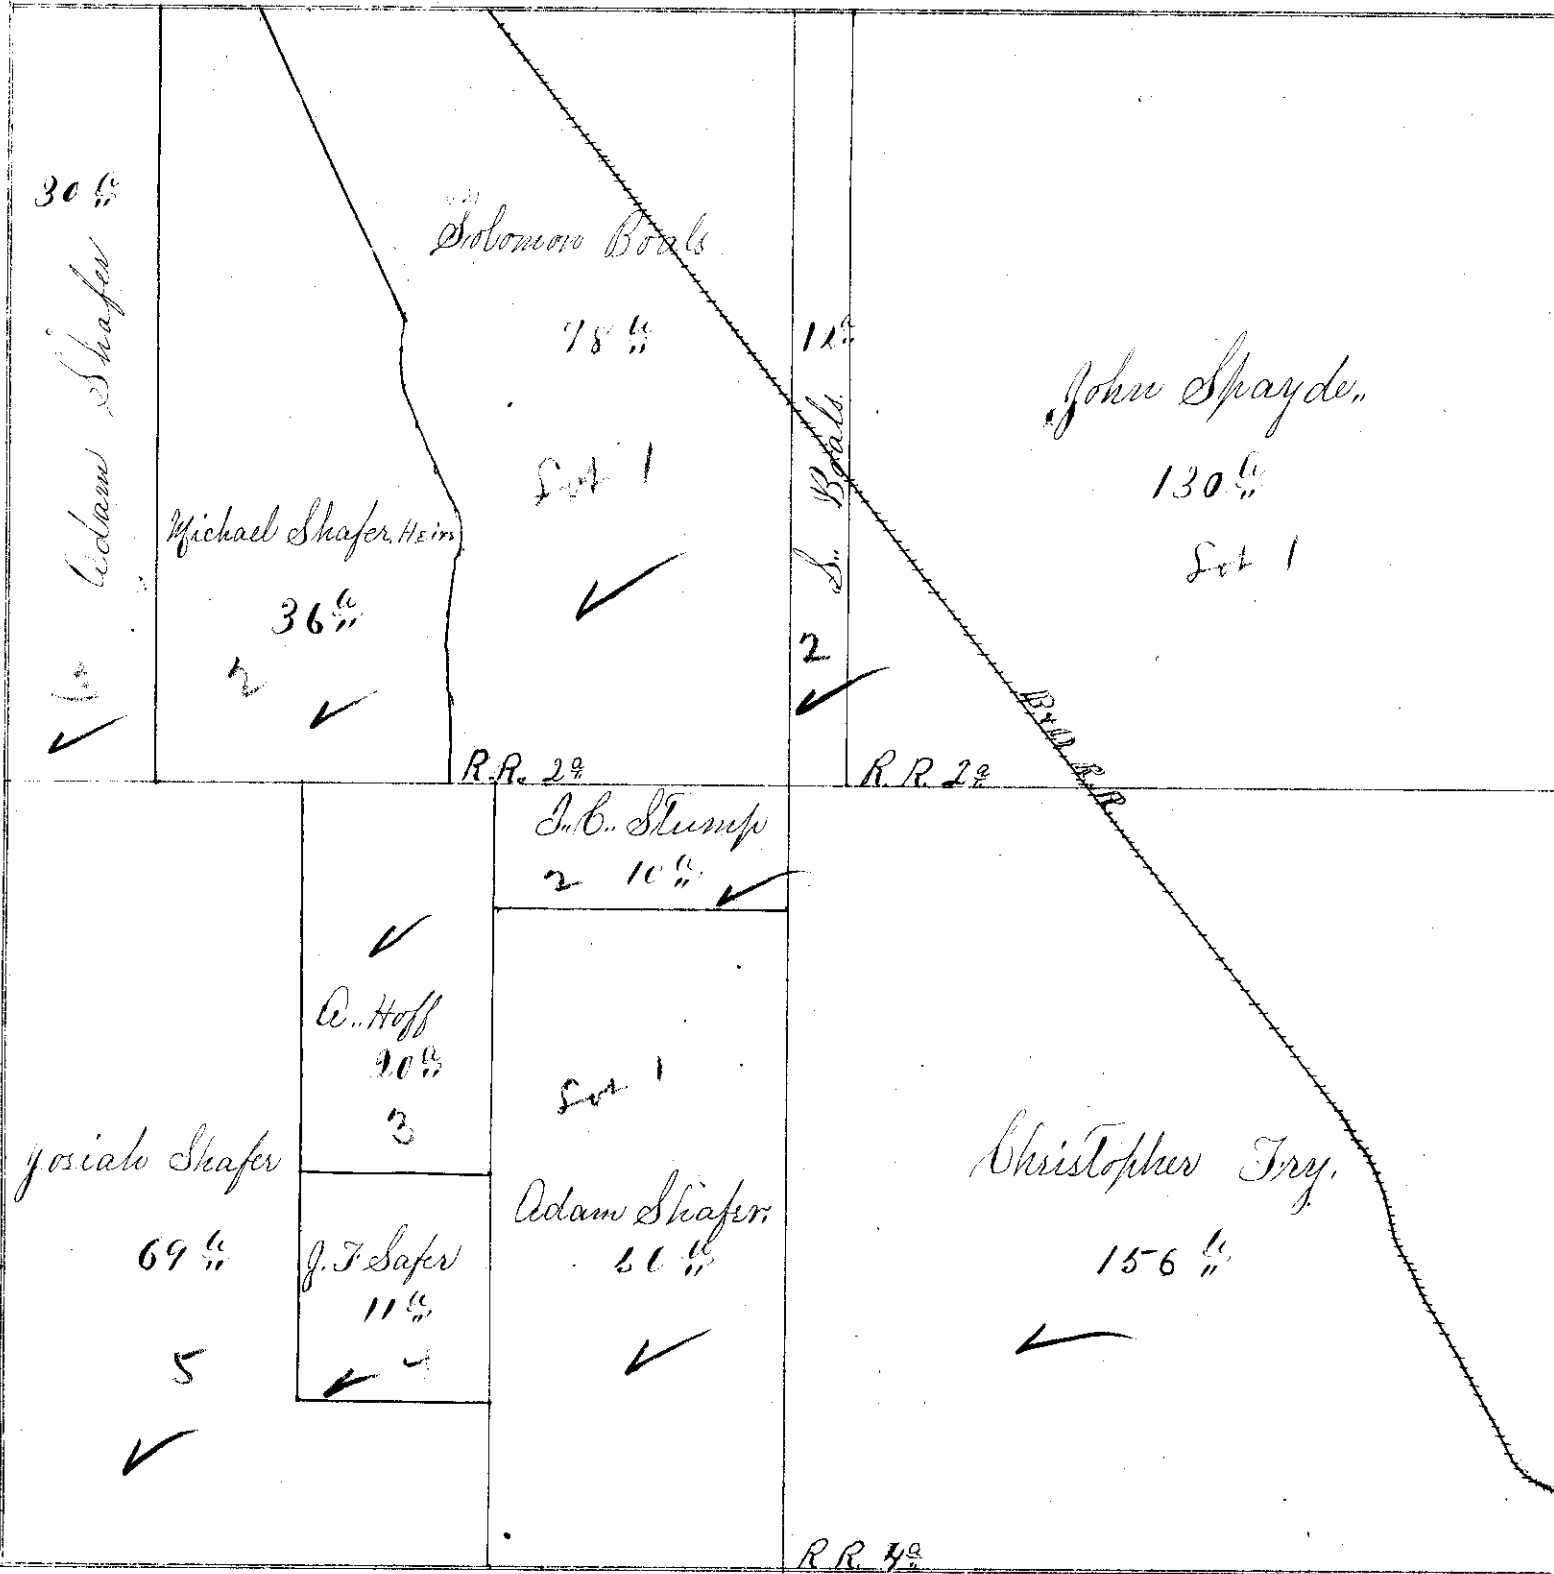 30 a
Adam Shafer
Michael Shafer. Heirs
36 a
2
Solomon Boals
78 a
Lot 1
R.R. 2 a
12 a
S. Boals.
2
John Spayde
130 a
Lot 1
R.R. 2 a
B&O R.R.
J.C. Stump
2 10 a
A. Hoff
20 a
3
Josiah Shafer
69 a
5
J. F. Safer
11 a
4
Lot 1
Adam Shafer.
a
Christopher Fry.
156 a
R.R. 4 a